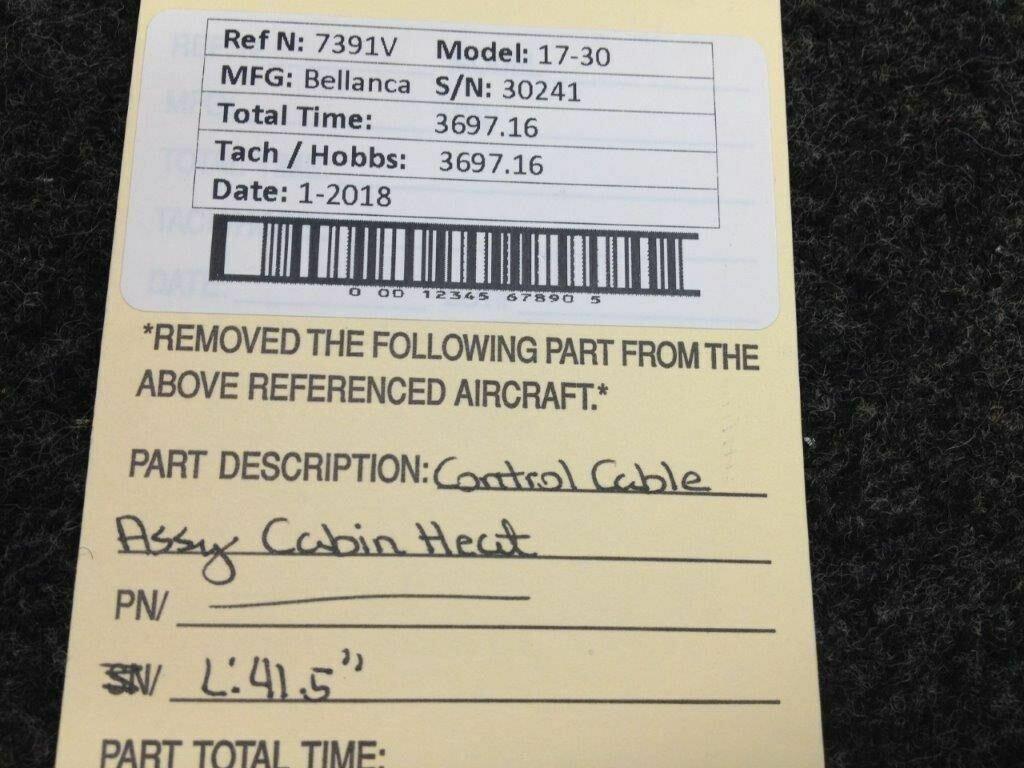 Ref N: 7391V Model: 17-30
MFG: Bellanca S/N: 30241
Total Time: 3697.16
Tach / Hobbs: 3697.16
Date: 1-2018
0 00 12345 67890 5
*REMOVED THE FOLLOWING PART FROM THE
ABOVE REFERENCED AIRCRAFT.*
PART DESCRIPTION: Control Cable
Assy Cabin Heat
PN/
SN/ L: 41.5"
PART TOTAL TIME: